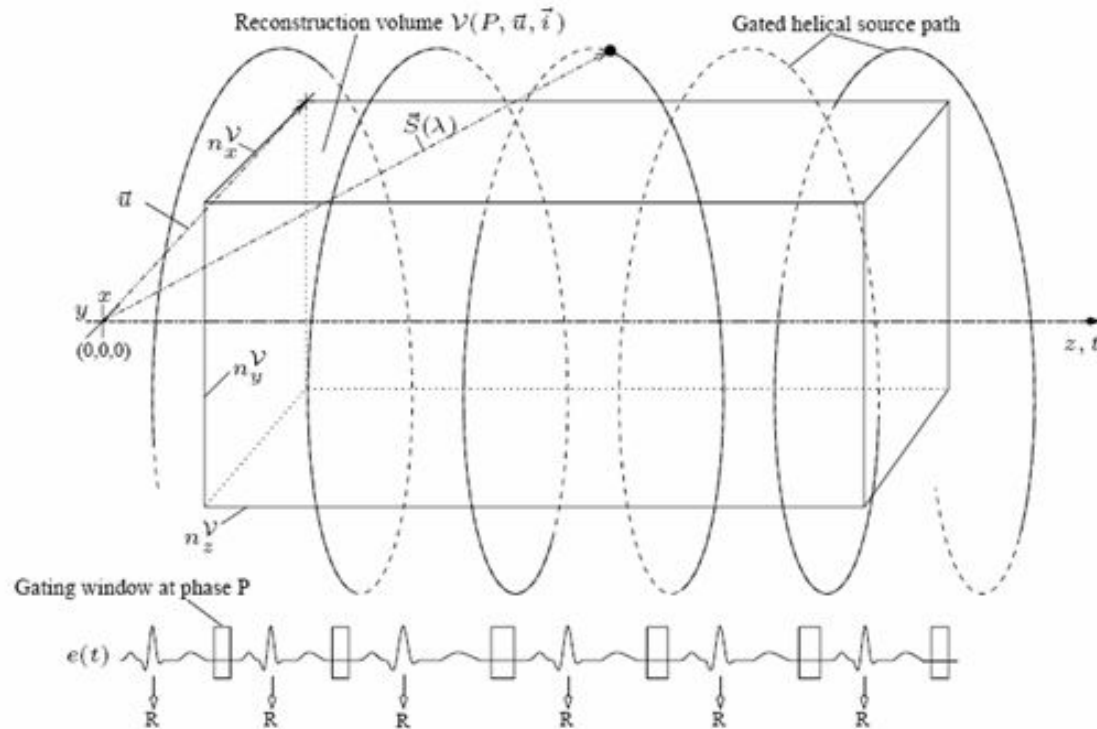 Reconstruction volume 𝒱(P, u⃗, i⃗)
Gated helical source path
n_x^𝒱
S⃗(λ)
u⃗
y x
(0,0,0)
z, t
n_y^𝒱
n_z^𝒱
Gating window at phase P
e(t)
R R R R R R